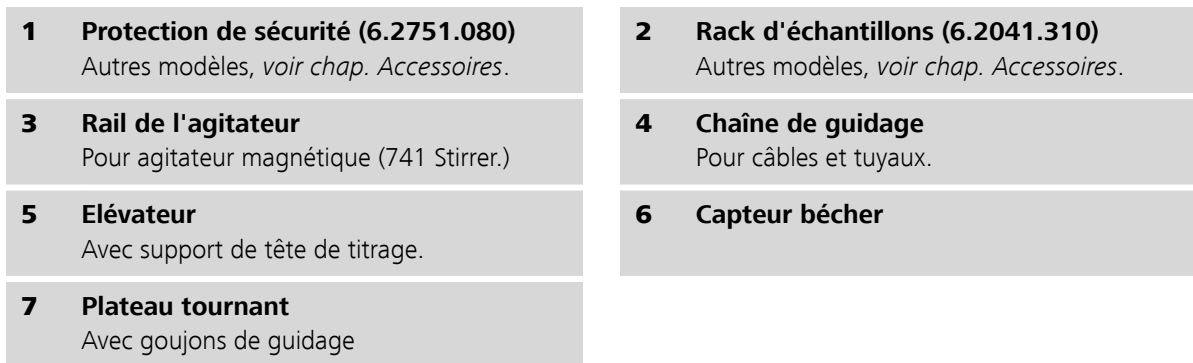 1 Protection de sécurité (6.2751.080)
Autres modèles, voir chap. Accessoires.
2 Rack d'échantillons (6.2041.310)
Autres modèles, voir chap. Accessoires.
3 Rail de l'agitateur
Pour agitateur magnétique (741 Stirrer.)
4 Chaîne de guidage
Pour câbles et tuyaux.
5 Elévateur
Avec support de tête de titrage.
6 Capteur bécher
7 Plateau tournant
Avec goujons de guidage